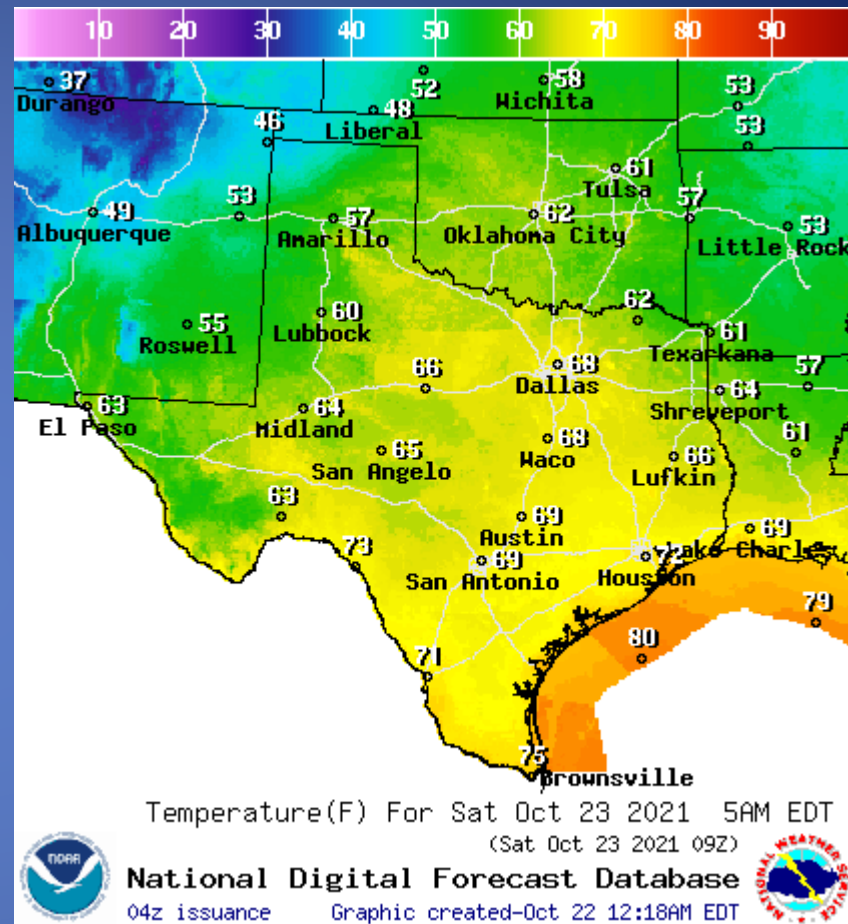 10 20 30 40 50 60 70 80 90
37
Durango
52
58
Wichita
48
Liberal
53
46
53
61
Tulsa
49
Albuquerque
53
57
Amarillo
62
Oklahoma City
57
53
Little Rock
55
Roswell
60
Lubbock
62
61
Texarkana
68
Dallas
66
57
64
Shreveport
63
El Paso
64
Midland
65
San Angelo
68
Waco
66
Lufkin
61
63
69
Austin
69
Lake Charles
73
69
San Antonio
72
Houston
79
80
71
75
Brownsville
Temperature(F) For Sat Oct 23 2021 5AM EDT
(Sat Oct 23 2021 09Z)
NOAA
National Digital Forecast Database
04z issuance Graphic created-Oct 22 12:18AM EDT
NATIONAL WEATHER SERVICE